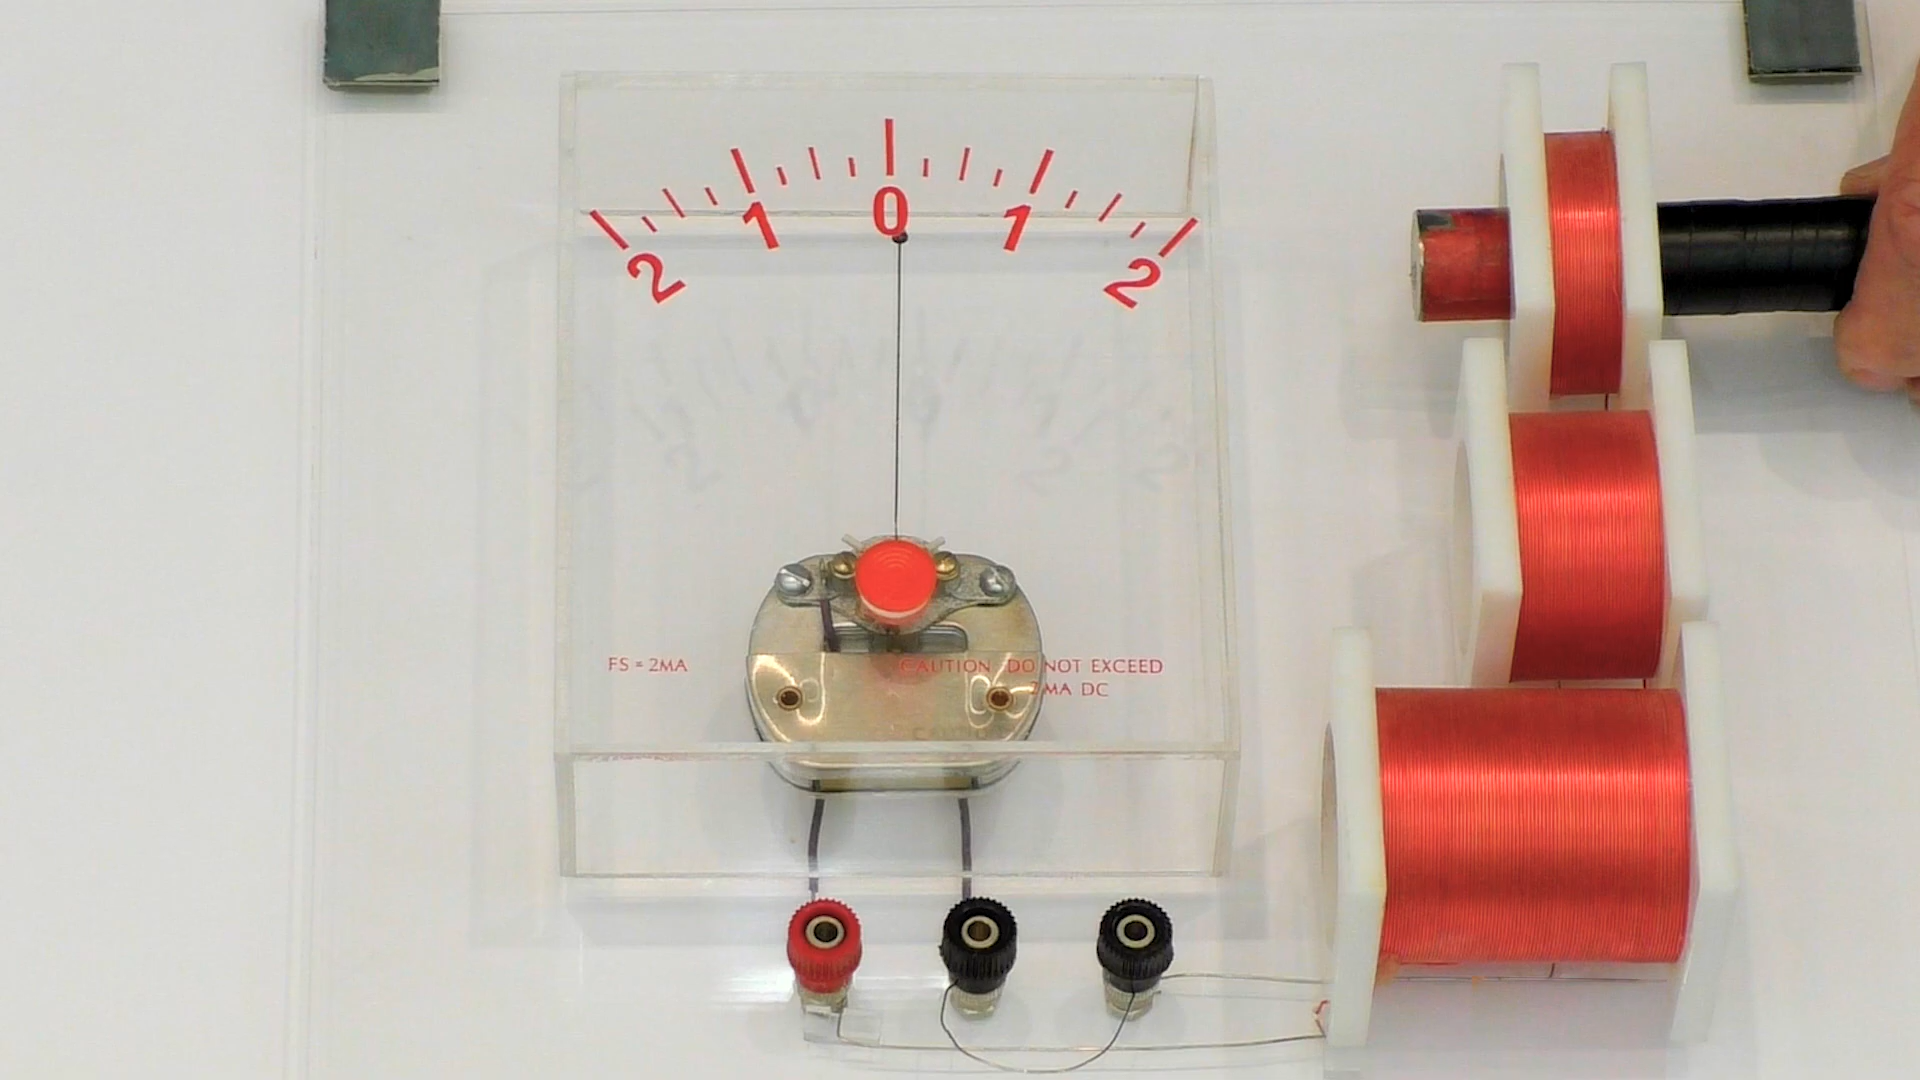 2 1 0 1 2
FS = 2MA
CAUTION DO NOT EXCEED
2MA DC